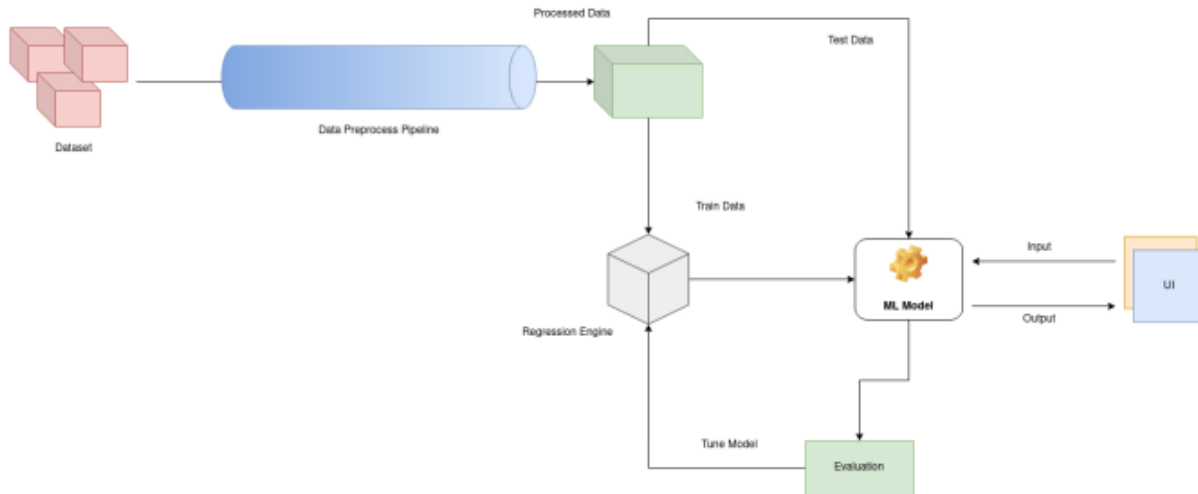 Processed Data
Test Data
Data Preprocess Pipeline
Dataset
Train Data
Input
UI
ML Model
Output
Regression Engine
Tune Model
Evaluation